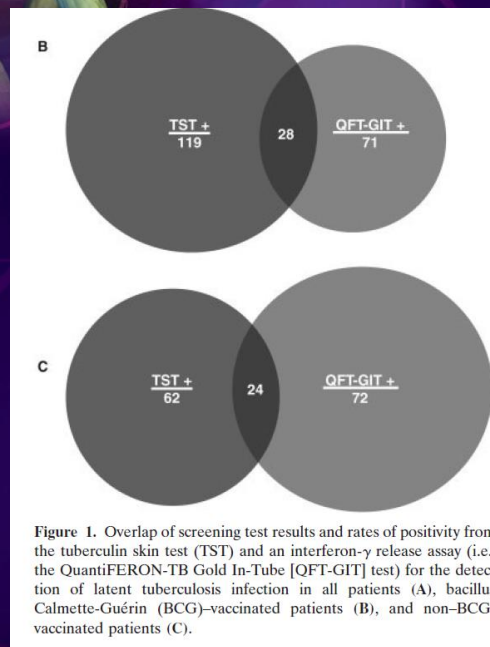 B
TST +
119
28
QFT-GIT +
71
C
TST +
62
24
QFT-GIT +
72
Figure 1. Overlap of screening test results and rates of positivity from
the tuberculin skin test (TST) and an interferon-γ release assay (i.e.
the QuantiFERON-TB Gold In-Tube [QFT-GIT] test) for the detec
tion of latent tuberculosis infection in all patients (A), bacillu
Calmette-Guérin (BCG)–vaccinated patients (B), and non–BCG
vaccinated patients (C).